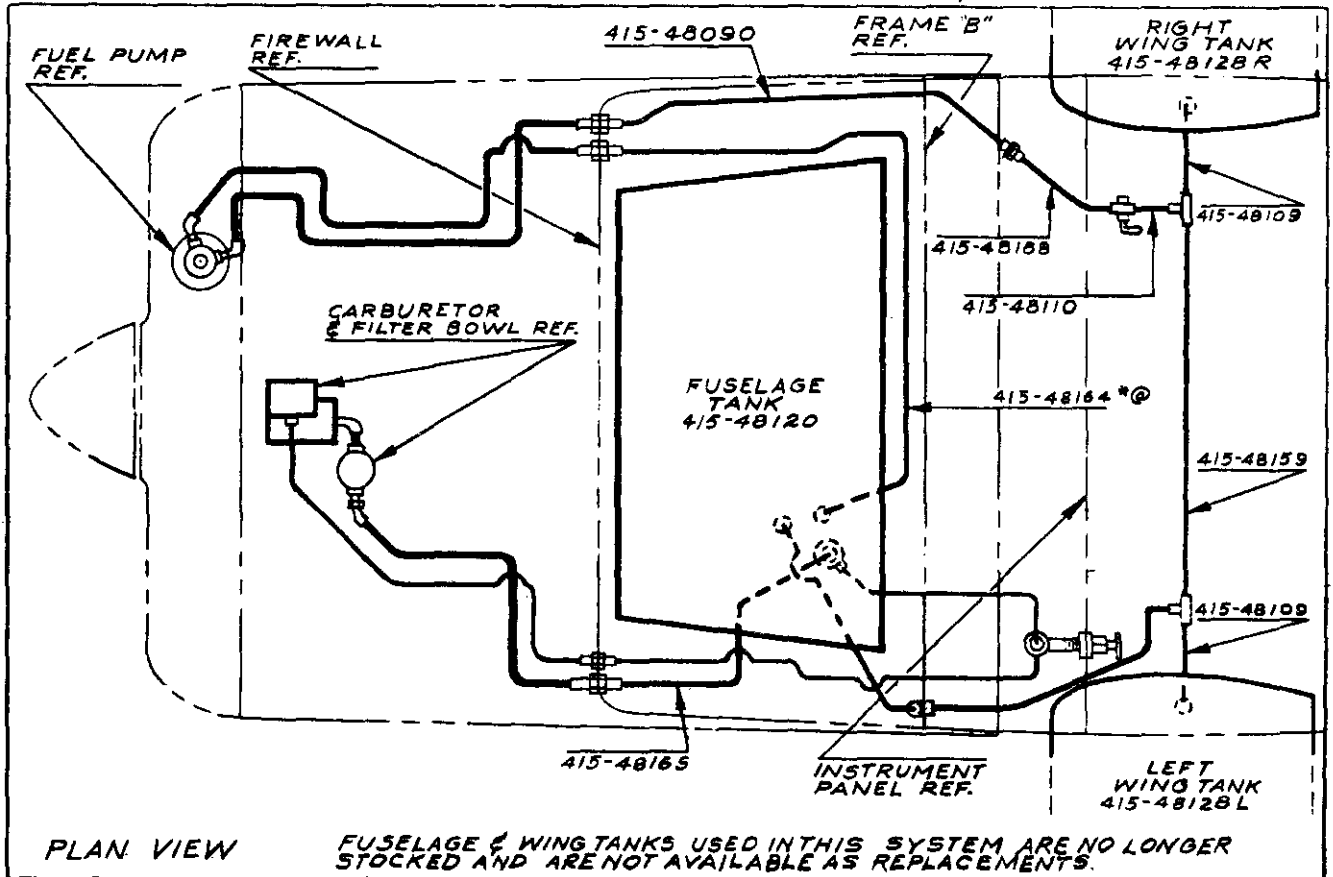 FUEL PUMP
REF.
FIREWALL
REF.
415-48090
FRAME "B"
REF.
RIGHT
WING TANK
415-48128 R
415-48109
415-48188
415-48110
CARBURETOR
& FILTER BOWL REF.
FUSELAGE
TANK
415-48120
415-48164 *@
415-48159
415-48109
415-48165
INSTRUMENT
PANEL REF.
LEFT
WING TANK
415-48128 L
PLAN VIEW
FUSELAGE & WING TANKS USED IN THIS SYSTEM ARE NO LONGER
STOCKED AND ARE NOT AVAILABLE AS REPLACEMENTS.